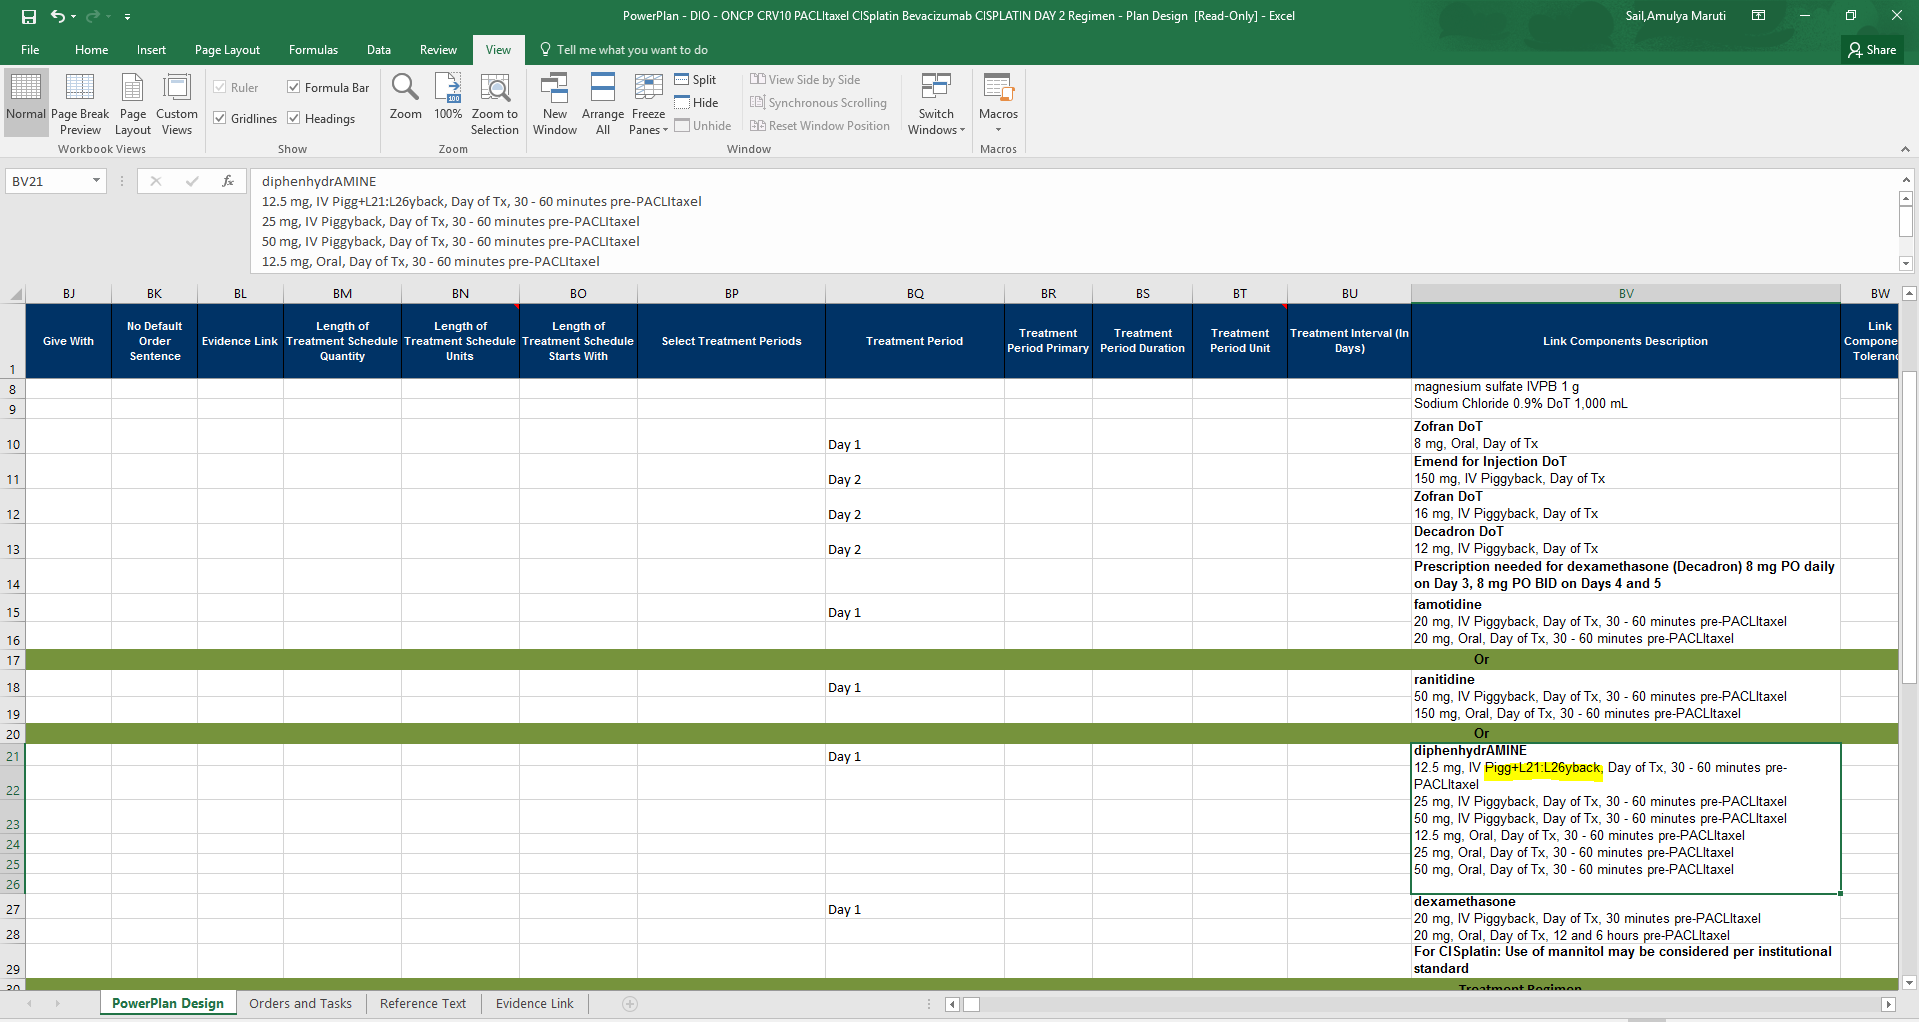 PowerPlan - DIO - ONCP CRV10 PACLItaxel CISplatin Bevacizumab CISPLATIN DAY 2 Regimen - Plan Design [Read-Only] - Excel
Sail,Amulya Maruti
File Home Insert Page Layout Formulas Data Review View Tell me what you want to do
Share
Normal
Page Break Preview
Page Layout
Custom Views
Workbook Views
Ruler
Formula Bar
Gridlines
Headings
Show
Zoom
100%
Zoom to Selection
Zoom
New Window
Arrange All
Freeze Panes
Split
Hide
Unhide
View Side by Side
Synchronous Scrolling
Reset Window Position
Window
Switch Windows
Macros
Macros
BV21
fx
diphenhydrAMINE
12.5 mg, IV Pigg+L21:L26yback, Day of Tx, 30 - 60 minutes pre-PACLItaxel
25 mg, IV Piggyback, Day of Tx, 30 - 60 minutes pre-PACLItaxel
50 mg, IV Piggyback, Day of Tx, 30 - 60 minutes pre-PACLItaxel
12.5 mg, Oral, Day of Tx, 30 - 60 minutes pre-PACLItaxel
BJ BK BL BM BN BO BP BQ BR BS BT BU BV BW
1
Give With
No Default Order Sentence
Evidence Link
Length of Treatment Schedule Quantity
Length of Treatment Schedule Units
Length of Treatment Schedule Starts With
Select Treatment Periods
Treatment Period
Treatment Period Primary
Treatment Period Duration
Treatment Period Unit
Treatment Interval (In Days)
Link Components Description
Link Compone Toleranc
8 magnesium sulfate IVPB 1 g
9 Sodium Chloride 0.9% DoT 1,000 mL
Zofran DoT
10 Day 1 8 mg, Oral, Day of Tx
Emend for Injection DoT
11 Day 2 150 mg, IV Piggyback, Day of Tx
Zofran DoT
12 Day 2 16 mg, IV Piggyback, Day of Tx
Decadron DoT
13 Day 2 12 mg, IV Piggyback, Day of Tx
Prescription needed for dexamethasone (Decadron) 8 mg PO daily
14 on Day 3, 8 mg PO BID on Days 4 and 5
famotidine
15 Day 1 20 mg, IV Piggyback, Day of Tx, 30 - 60 minutes pre-PACLItaxel
16 20 mg, Oral, Day of Tx, 30 - 60 minutes pre-PACLItaxel
17 Or
ranitidine
18 Day 1 50 mg, IV Piggyback, Day of Tx, 30 - 60 minutes pre-PACLItaxel
19 150 mg, Oral, Day of Tx, 30 - 60 minutes pre-PACLItaxel
20 Or
21 Day 1 diphenhydrAMINE
12.5 mg, IV Pigg+L21:L26yback, Day of Tx, 30 - 60 minutes pre-
22 PACLItaxel
25 mg, IV Piggyback, Day of Tx, 30 - 60 minutes pre-PACLItaxel
23 50 mg, IV Piggyback, Day of Tx, 30 - 60 minutes pre-PACLItaxel
24 12.5 mg, Oral, Day of Tx, 30 - 60 minutes pre-PACLItaxel
25 25 mg, Oral, Day of Tx, 30 - 60 minutes pre-PACLItaxel
26 50 mg, Oral, Day of Tx, 30 - 60 minutes pre-PACLItaxel
27 Day 1 dexamethasone
20 mg, IV Piggyback, Day of Tx, 30 minutes pre-PACLItaxel
28 20 mg, Oral, Day of Tx, 12 and 6 hours pre-PACLItaxel
For CISplatin: Use of mannitol may be considered per institutional
29 standard
30 Treatment Regimen
PowerPlan Design Orders and Tasks Reference Text Evidence Link